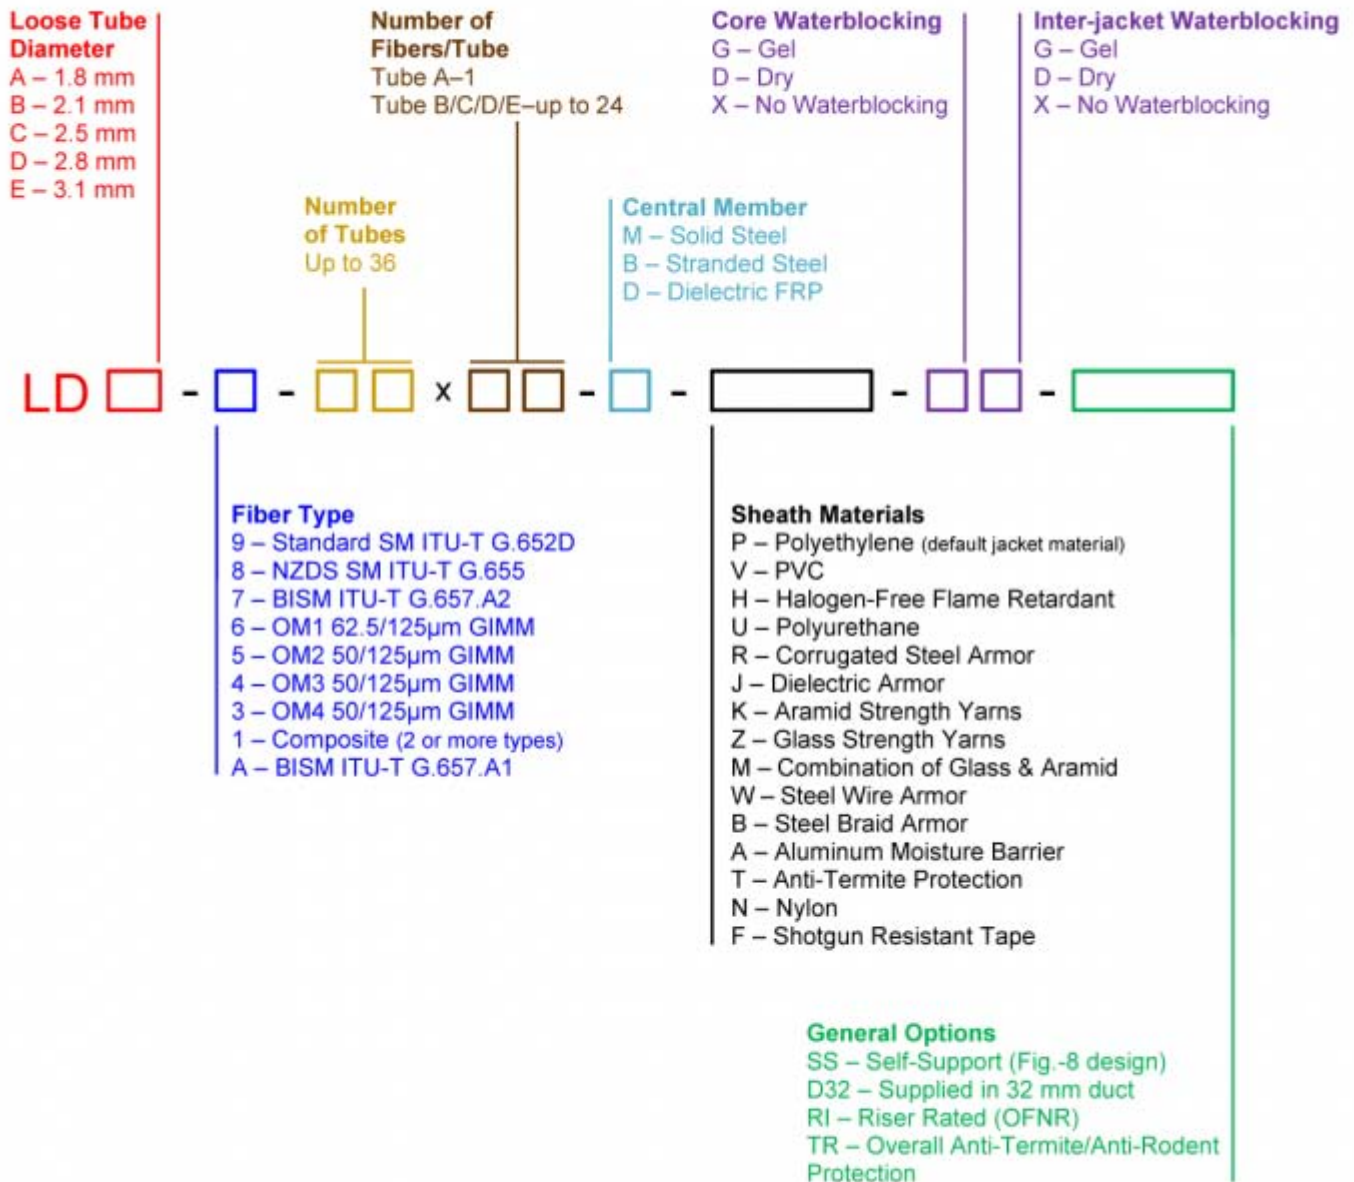 Loose Tube
Diameter
A – 1.8 mm
B – 2.1 mm
C – 2.5 mm
D – 2.8 mm
E – 3.1 mm
Number of
Fibers/Tube
Tube A–1
Tube B/C/D/E–up to 24
Core Waterblocking
G – Gel
D – Dry
X – No Waterblocking
Inter-jacket Waterblocking
G – Gel
D – Dry
X – No Waterblocking
Number
of Tubes
Up to 36
Central Member
M – Solid Steel
B – Stranded Steel
D – Dielectric FRP
LD - - x - - - -
Fiber Type
9 – Standard SM ITU-T G.652D
8 – NZDS SM ITU-T G.655
7 – BISM ITU-T G.657.A2
6 – OM1 62.5/125µm GIMM
5 – OM2 50/125µm GIMM
4 – OM3 50/125µm GIMM
3 – OM4 50/125µm GIMM
1 – Composite (2 or more types)
A – BISM ITU-T G.657.A1
Sheath Materials
P – Polyethylene (default jacket material)
V – PVC
H – Halogen-Free Flame Retardant
U – Polyurethane
R – Corrugated Steel Armor
J – Dielectric Armor
K – Aramid Strength Yarns
Z – Glass Strength Yarns
M – Combination of Glass & Aramid
W – Steel Wire Armor
B – Steel Braid Armor
A – Aluminum Moisture Barrier
T – Anti-Termite Protection
N – Nylon
F – Shotgun Resistant Tape
General Options
SS – Self-Support (Fig.-8 design)
D32 – Supplied in 32 mm duct
RI – Riser Rated (OFNR)
TR – Overall Anti-Termite/Anti-Rodent
Protection